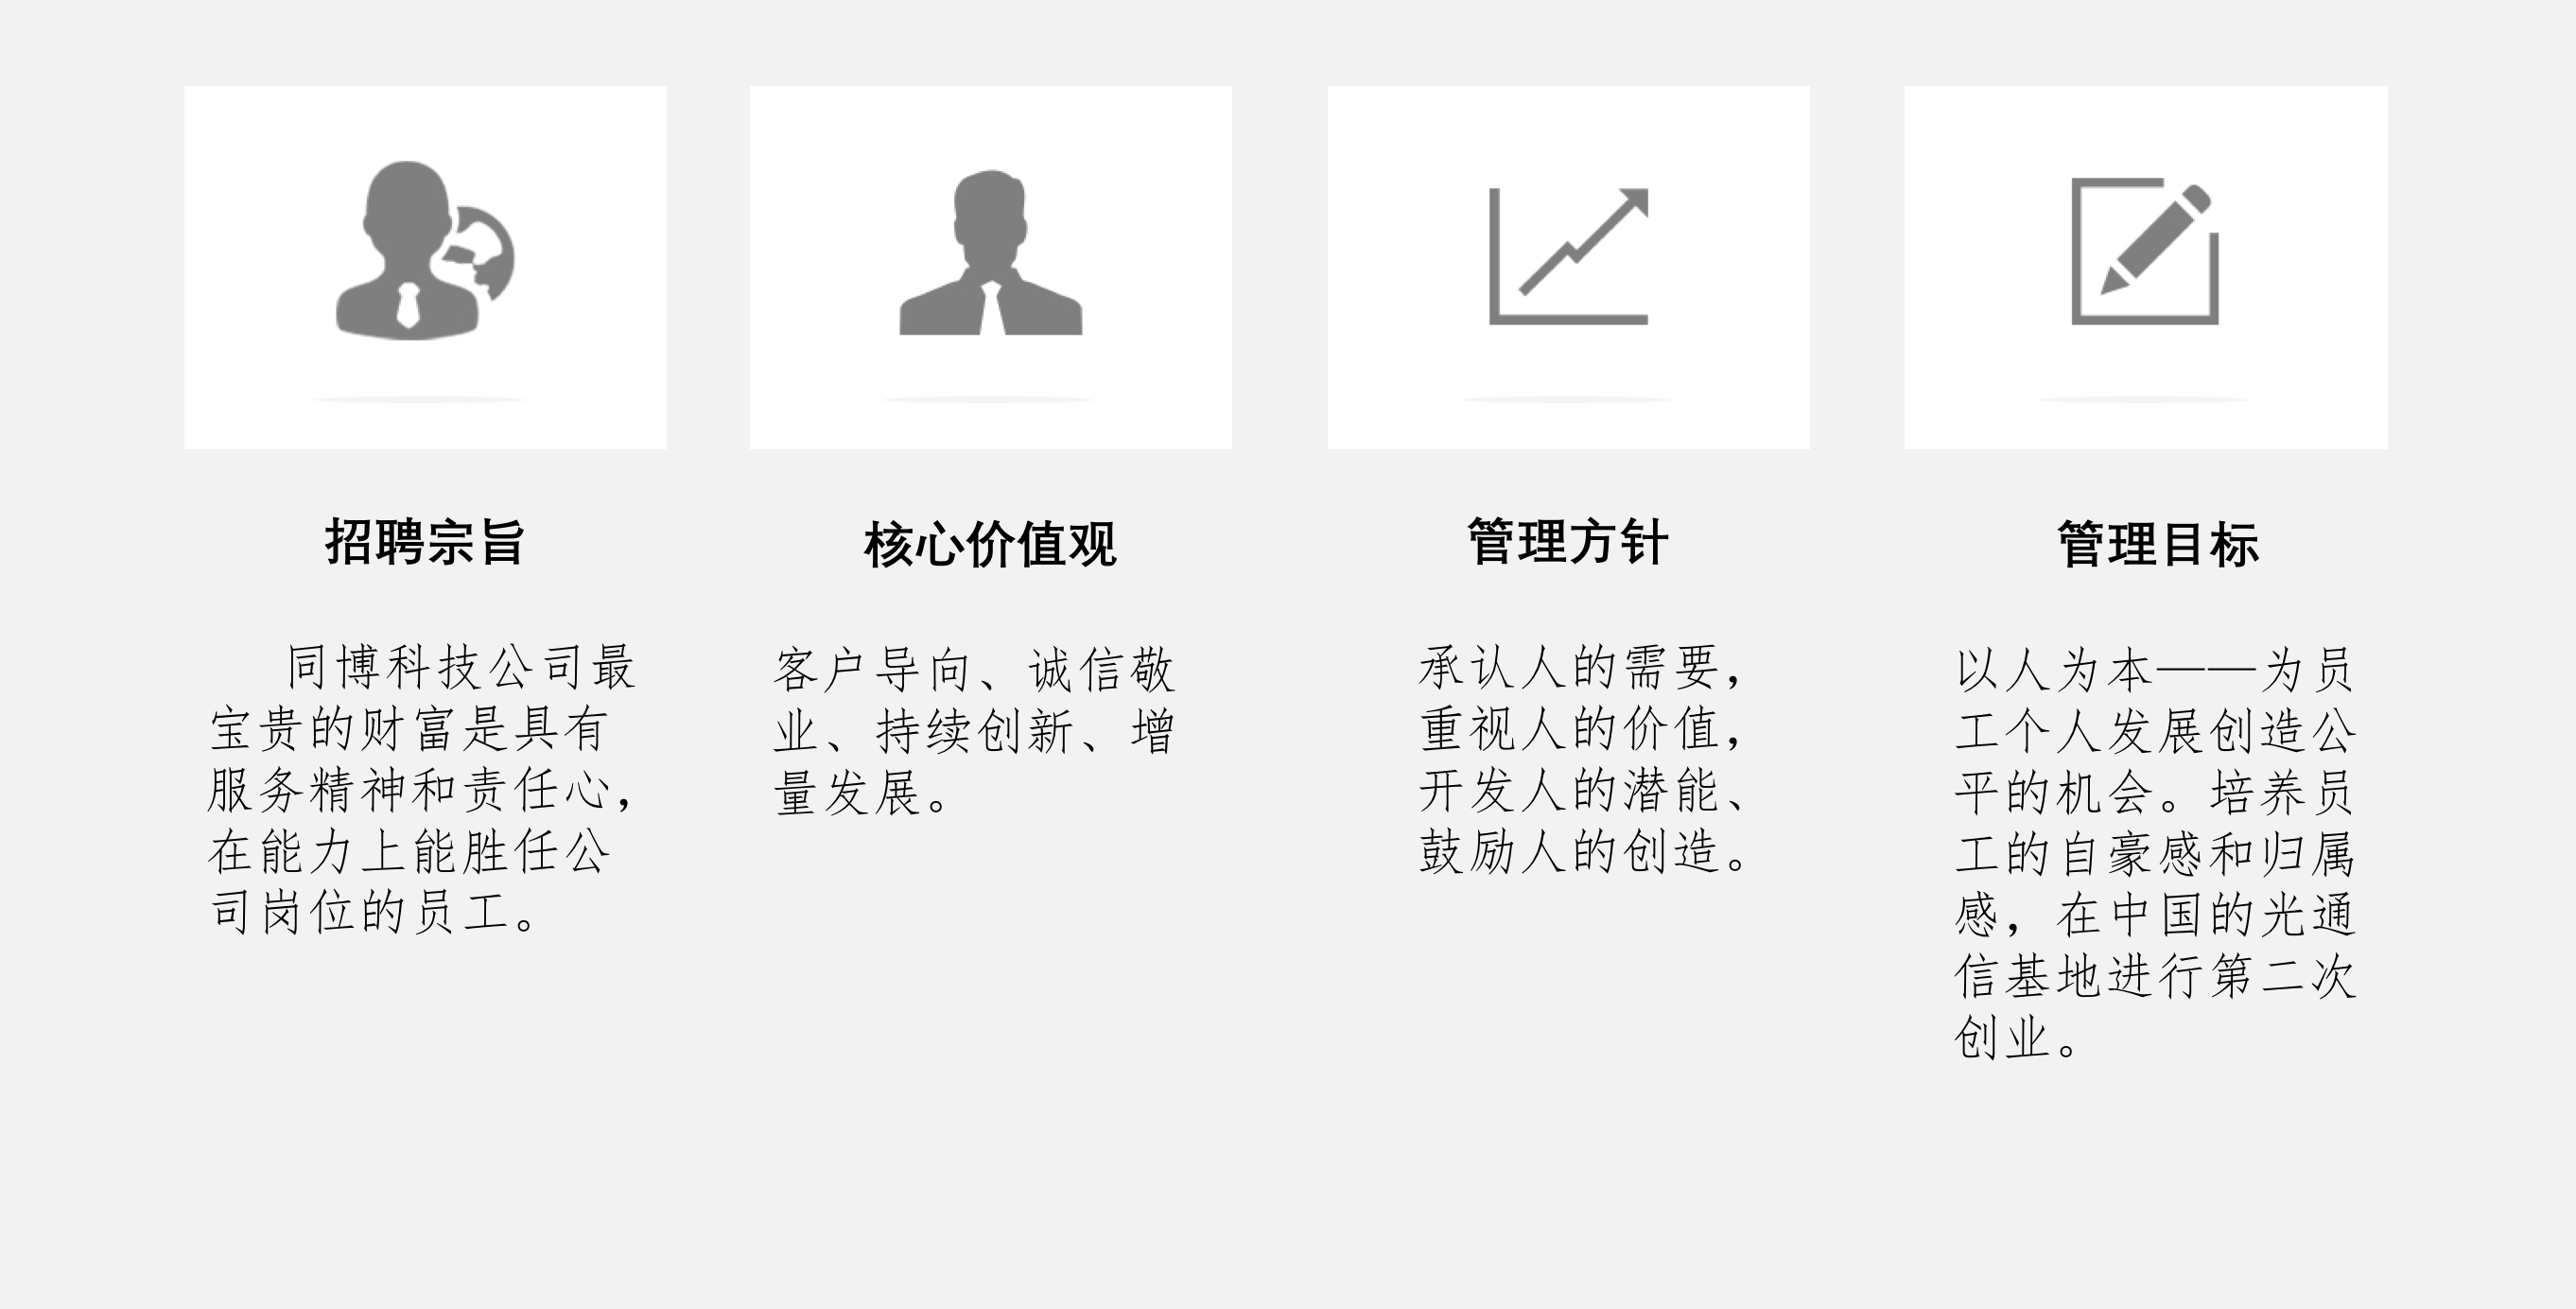 招聘宗旨
同博科技公司最
宝贵的财富是具有
服务精神和责任心，
在能力上能胜任公
司岗位的员工。
核心价值观
客户导向、诚信敬
业、持续创新、增
量发展。
管理方针
承认人的需要，
重视人的价值，
开发人的潜能、
鼓励人的创造。
管理目标
以人为本——为员
工个人发展创造公
平的机会。培养员
工的自豪感和归属
感，在中国的光通
信基地进行第二次
创业。